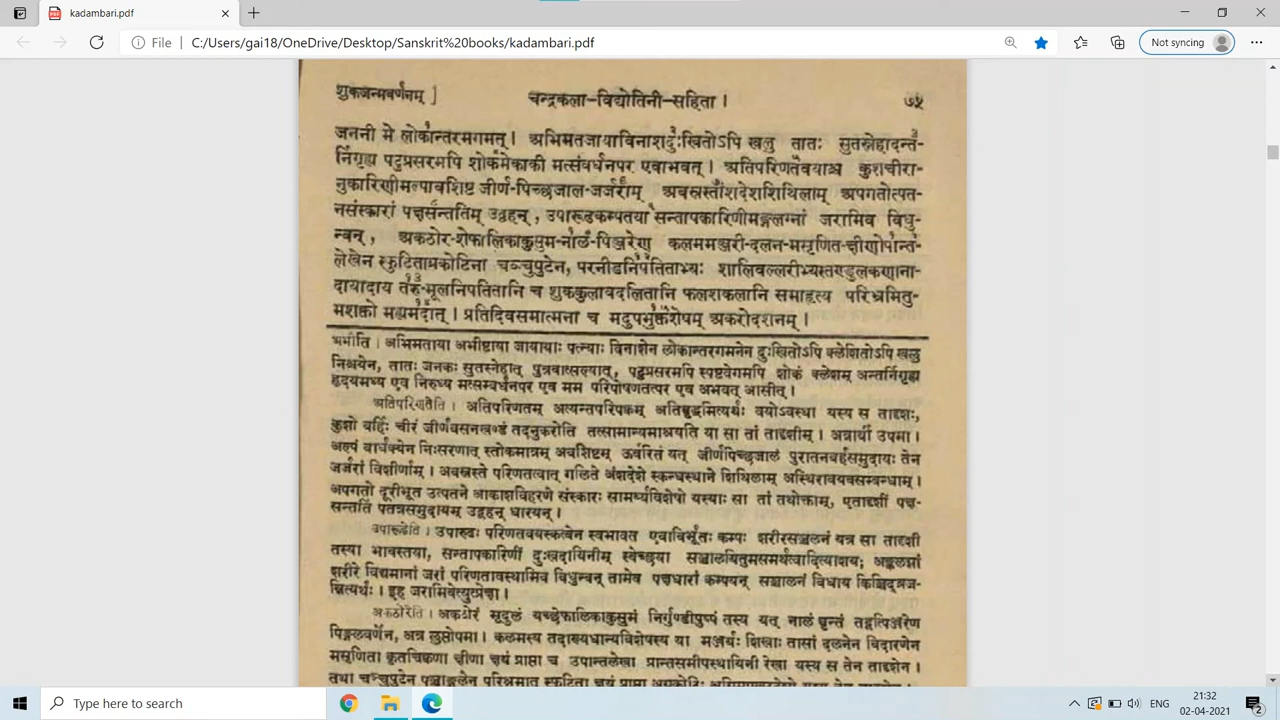 kadambari.pdf
File | C:/Users/gai18/OneDrive/Desktop/Sanskrit%20books/kadambari.pdf
Not syncing
शुकजन्मवर्णनम् ] चन्द्रकला-विद्योतिनी-सहिता । ७५
जननी मे लोकान्तरमगमत् । अभिमतजायाविनाशदुःखितोऽपि खलु तातः सुतस्नेहादन्त-
र्निगृह्य पटुप्रसरमपि शोकमेकाकी मत्संवर्धनपर एवाभवत् । अतिपरिणतवयाश्च कुशचीरा-
नुकारिणीमल्पावशिष्ट जीर्ण-पिच्छजाल-जर्जराम् अवस्रस्तांशदेशशिथिलाम् अपगतोत्पत-
नसंस्कारां पक्षसन्ततिम् उद्वहन् , उपारूढकम्पतया सन्तापकारिणीमङ्गलग्नां जरामिव विधु-
न्वन् , अकठोर-शेफालिकाकुसुम-नाल-पिञ्जरेण कलममञ्जरी-दलन-मसृणित-क्षीणोपान्त-
लेखेन स्फुटिताग्रकोटिना चञ्चुपुटेन, परनीडनिपतिताभ्यः शालिवल्लरीभ्यस्तण्डुलकणाना-
दायादाय तरु-मूलनिपतितानि च शुककुलावदलितानि फलशकलानि समाहृत्य परिभ्रमितु-
मशक्तो मह्यमदात् । प्रतिदिवसमात्मना च मदुपभुक्तशेषम् अकरोदशनम् ।
अभीति । अभिमताया अभीष्टाया जायायाः पत्न्याः विनाशेन लोकान्तरगमनेन दुःखितोऽपि क्लेशितोऽपि खलु
निश्चयेन, तातः जनकः सुतस्नेहात् पुत्रवात्सल्यात्, पटुप्रसरमपि स्पष्टवेगमपि शोकं क्लेशम् अन्तर्निगृह्य
हृदयमध्य एव निरुध्य मत्सम्वर्धनपर एव मम परिपोषणतत्पर एव अभवत् आसीत् ।
अतिपरिणतेति । अतिपरिणतम् अत्यन्तपरिपक्वम् अतिवृद्धमित्यर्थः वयोऽवस्था यस्य स तादृशः,
कुशो बर्हिः चीरं जीर्णवसनखण्डं तदनुकरोति तत्सामान्यमाश्रयति या सा तां तादृशीम् । अत्रार्थी उपमा ।
अल्पं वार्धक्येन निःसरणात् स्तोकमात्रम् अवशिष्टम् ऊर्वरितं यत् जीर्णपिच्छजालं पुरातनबर्हसमुदायः तेन
जर्जरां विशीर्णाम् । अवस्रस्ते परिणतत्वात् गलिते अंशदेशे स्कन्धस्थाने शिथिलाम् अस्थिरावयवसम्बन्धाम् ।
अपगतो दूरीभूत उत्पतने आकाशविहरणे संस्कारः सामर्थ्यविशेषो यस्याः सा तां तथोक्ताम्, एतादृशीं पक्ष-
सन्ततिं पतत्रसमुदायम् उद्वहन् धारयन् ।
उपारूढेति । उपारूढः परिणतवयस्कत्वेन स्वभावत एवाविर्भूतः कम्पः शरीरसञ्चलनं यत्र सा तादृशी
तस्या भावस्तया, सन्तापकारिणीं दुःखदायिनीम् स्वेच्छया सञ्चालयितुमसमर्थत्वादित्याशयः; अङ्गलग्नां
शरीरे विद्यमानां जरां परिणतावस्थामिव विधुन्वन् तामेव पक्षधारां कम्पयन् सञ्चालनं विधाय किञ्चिद्व्रज-
न्नित्यर्थः । इह जरामिवेत्युत्प्रेक्षा ।
अकठोरेति । अकठोरं मृदुलं यच्छेफालिकाकुसुमं निर्गुण्डीपुष्पं तस्य यत् नालं वृन्तं तद्वत्पिञ्जरेण
पिङ्गलवर्णेन, अत्र लुप्तोपमा । कलमस्य तदाख्यधान्यविशेषस्य या मञ्जर्यः शिखाः तासां दलनेन विदारणेन
मसृणिता कृतचिक्कणा क्षीणा क्षयं प्राप्ता च उपान्तलेखा प्रान्तसमीपस्थायिनी रेखा यस्य स तेन तादृशेन ।
तथा चञ्चुपुटेन
Type here to search
ENG
21:32
02-04-2021
2